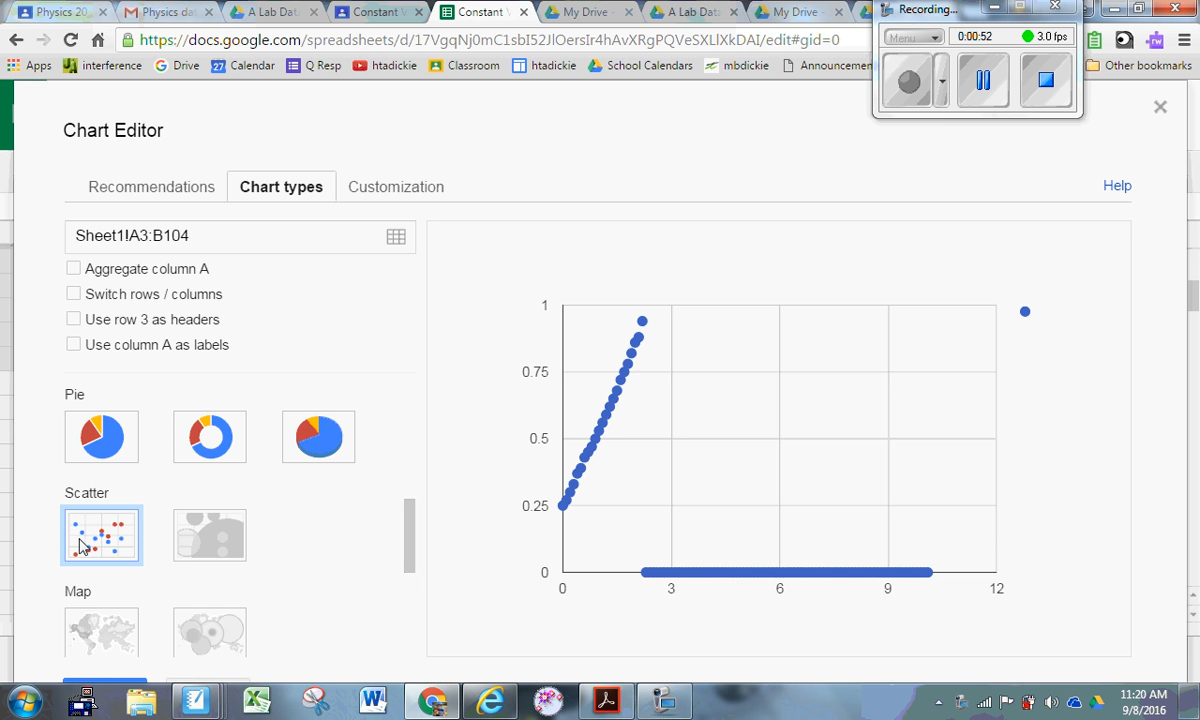 Physics 20
Physics dat
A Lab Dat
Constant V
Constant V
My Drive -
A Lab Dat
My Drive -
Recording...
https://docs.google.com/spreadsheets/d/17VgqNj0mC1sbI52JlOersIr4hAvXRgPQVeSXLlXkDAI/edit#gid=0
Menu
0:00:52
3.0 fps
Apps
interference
Drive
27
Calendar
Q Resp
htadickie
Classroom
htadickie
School Calendars
mbdickie
Announcemen
Other bookmarks
Chart Editor
Recommendations
Chart types
Customization
Help
Sheet1!A3:B104
Aggregate column A
Switch rows / columns
Use row 3 as headers
Use column A as labels
Pie
Scatter
Map
1
0.75
0.5
0.25
0
0
3
6
9
12
11:20 AM
9/8/2016